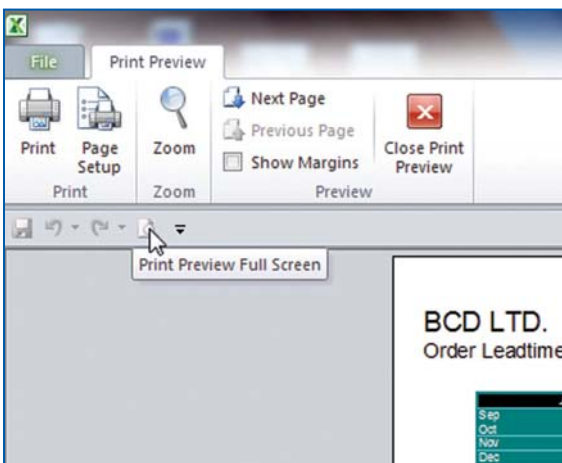 File
Print Preview
Next Page
Previous Page
Show Margins
Print
Page
Setup
Zoom
Close Print
Preview
Print
Zoom
Preview
Print Preview Full Screen
BCD LTD.
Order Leadtime
Sep
Oct
Nov
Dec